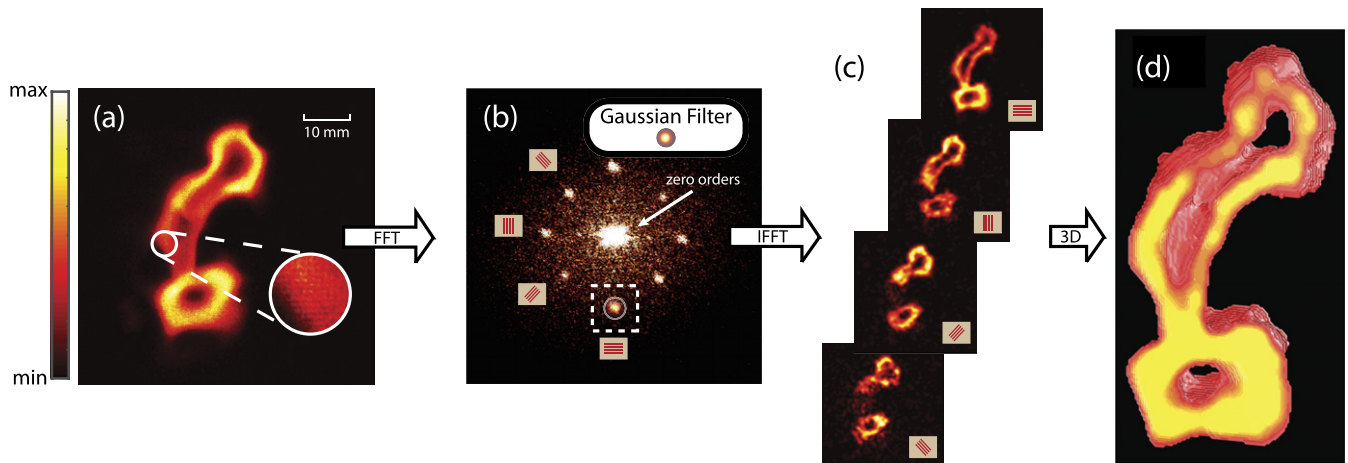 max
min
(a)
10 mm
FFT
(b)
Gaussian Filter
zero orders
IFFT
(c)
3D
(d)